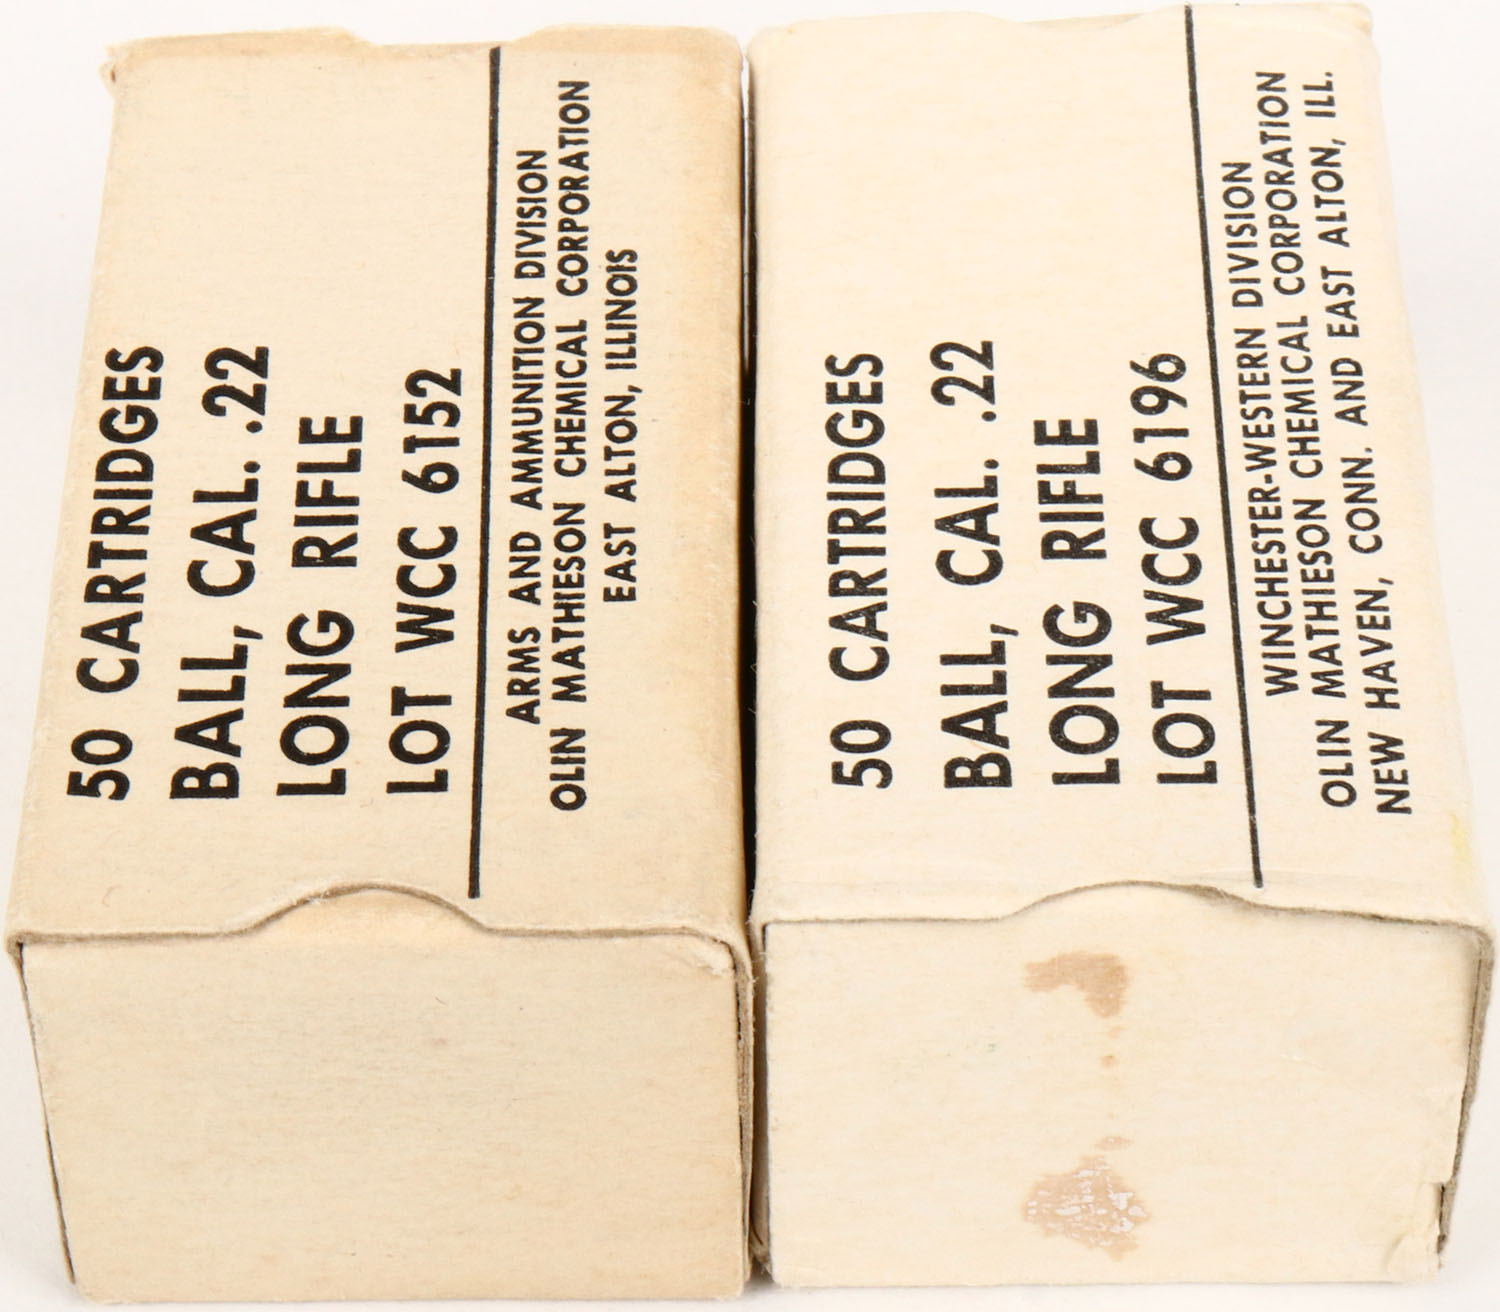 50 CARTRIDGES
BALL, CAL. .22
LONG RIFLE
LOT WCC 6152
ARMS AND AMMUNITION DIVISION
OLIN MATHIESON CHEMICAL CORPORATION
EAST ALTON, ILLINOIS
50 CARTRIDGES
BALL, CAL. .22
LONG RIFLE
LOT WCC 6196
WINCHESTER-WESTERN DIVISION
OLIN MATHIESON CHEMICAL CORPORATION
NEW HAVEN, CONN. AND EAST ALTON, ILL.